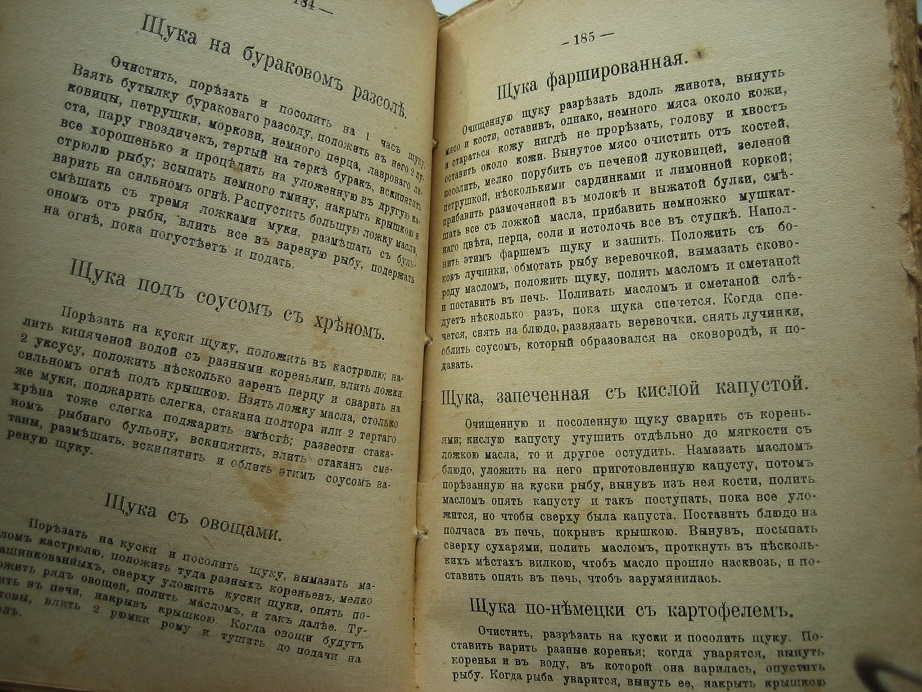 184 —
Щука на бураковомъ разсолѣ.
Очистить, порѣзать и посолить на 1 часъ щуку.
Взять бутылку бураковаго разсолу, положить въ него 2 лу-
ковицы, петрушки, моркови, немного перца, лавроваго ли-
ста, пару гвоздичекъ, тертый на теркѣ буракъ, вскипятить
все хорошенько и процѣдить на уложенную въ другую ка-
стрюлю рыбу; всыпать немного тмину, накрыть крышкою и
варить на сильномъ огнѣ. Распустить большую ложку масла,
смѣшать съ тремя ложками муки, размѣшать съ буль-
ономъ отъ рыбы, влить все въ вареную рыбу, подержать
на огнѣ, пока погустѣетъ и подать.
Щука подъ соусомъ съ хрѣномъ.
Порѣзать на куски щуку, положить въ кастрюлю; на-
лить кипяченой водой съ разными кореньями, влить ложки
2 уксусу, положить нѣсколько зеренъ перцу и сварить на
сильномъ огнѣ подъ крышкою. Взять ложку масла, столько
же муки, поджарить слегка, стакана полтора или 2 тертаго
хрѣна тоже слегка поджарить вмѣстѣ; развести стака-
номъ рыбнаго бульону, вскипятить, влить стаканъ сме-
таны, размѣшать, вскипятить и облить этимъ соусомъ ва-
реную щуку.
Щука съ овощами.
Порѣзать на куски и посолить щуку, вымазать ма-
ломъ кастрюлю, положить туда разныхъ кореньевъ, мелко
ашинкованныхъ, сверху уложить куски щуки, опять по-
ложить рядъ овощей, полить масломъ, и такъ далѣе. Ту-
ить въ печи, накрывъ крышкою. Когда овощи будутъ
товы, влить 2 рюмки рому и тушить до подачи на
— 185 —
Щука фаршированная.
Очищенную щуку разрѣзать вдоль живота, вынуть
мясо и кости, оставивъ, однако, немного мяса около кожи,
и стараться кожу нигдѣ не прорѣзать, голову и хвостъ
оставить около кожи. Вынутое мясо очистить отъ костей,
посолить, мелко порубить съ печеной луковицей, зеленой
петрушкой, нѣсколькими сардинками и лимонной коркой;
прибавить размоченной въ молокѣ и выжатой булки, смѣ-
шать все съ ложкой масла, прибавить немножко мушкат-
наго цвѣта, перца, соли и истолочь все въ ступкѣ. Напол-
нить этимъ фаршемъ щуку и зашить. Положить съ бо-
ковъ лучинки, обмотать рыбу веревочкой, вымазать сково-
роду масломъ, положить щуку, полить масломъ и сметаной
и поставить въ печь. Поливать масломъ и сметаной слѣ-
дуетъ нѣсколько разъ, пока щука спечется. Когда спе-
чется, снять на блюдо, развязать веревочки, снять лучинки,
облить соусомъ, который образовался на сковородѣ, и по-
давать.
Щука, запеченная съ кислой капустой.
Очищенную и посоленную щуку сварить съ корень-
ями; кислую капусту утушить отдѣльно до мягкости съ
ложкою масла, то и другое остудить. Намазать масломъ
блюдо, уложить на него приготовленную капусту, потомъ
порѣзанную на куски рыбу, вынувъ изъ нея кости, полить
масломъ опять капусту и такъ поступать, пока все уло-
жится, но чтобы сверху была капуста. Поставить блюдо на
полчаса въ печь, покрывъ крышкою. Вынувъ, посыпать
сверху сухарями, полить масломъ, проткнуть въ нѣсколь-
кихъ мѣстахъ вилкою, чтобъ масло прошло насквозь, и по-
ставить опять въ печь, чтобъ зарумянилась.
Щука по-нѣмецки съ картофелемъ.
Очистить, разрѣзать на куски и посолить щуку. По-
ставить варить разные коренья; когда уварятся, вынуть
коренья и въ воду, въ которой она варилась, опустить
рыбу. Когда рыба уварится, вынуть ее, накрыть крышкою